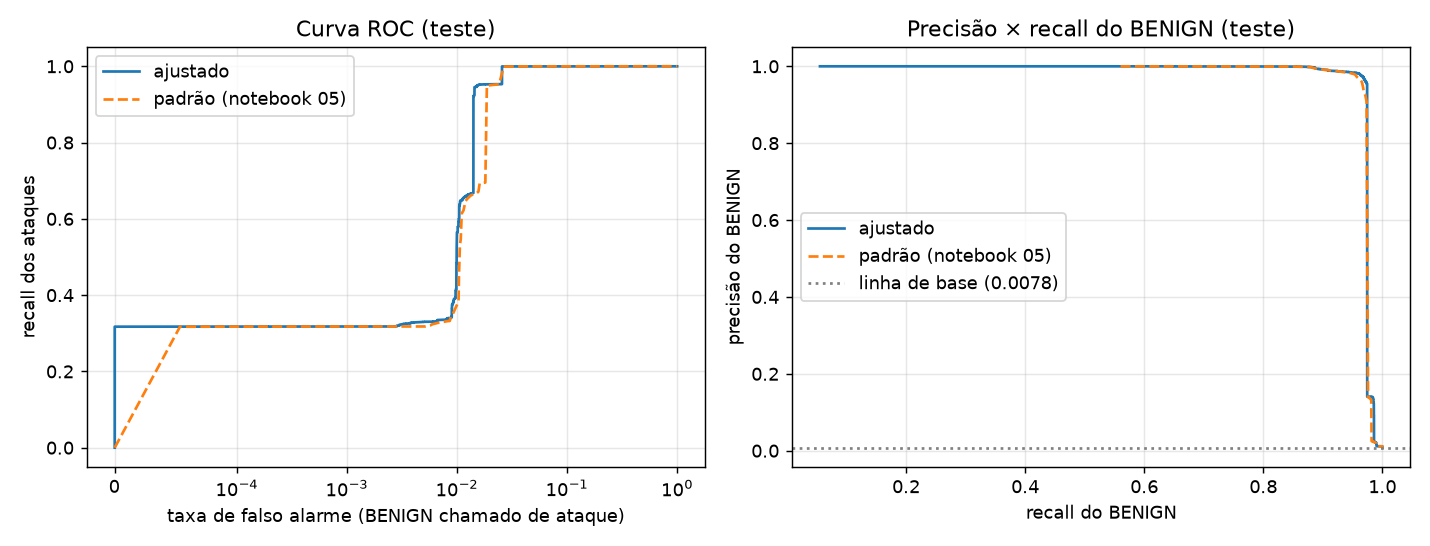 Curva ROC (teste)
ajustado
padrão (notebook 05)
recall dos ataques
1.0
0.8
0.6
0.4
0.2
0.0
0
10⁻⁴
10⁻³
10⁻²
10⁻¹
10⁰
taxa de falso alarme (BENIGN chamado de ataque)
Precisão × recall do BENIGN (teste)
precisão do BENIGN
1.0
0.8
0.6
0.4
0.2
0.0
ajustado
padrão (notebook 05)
linha de base (0.0078)
0.2
0.4
0.6
0.8
1.0
recall do BENIGN